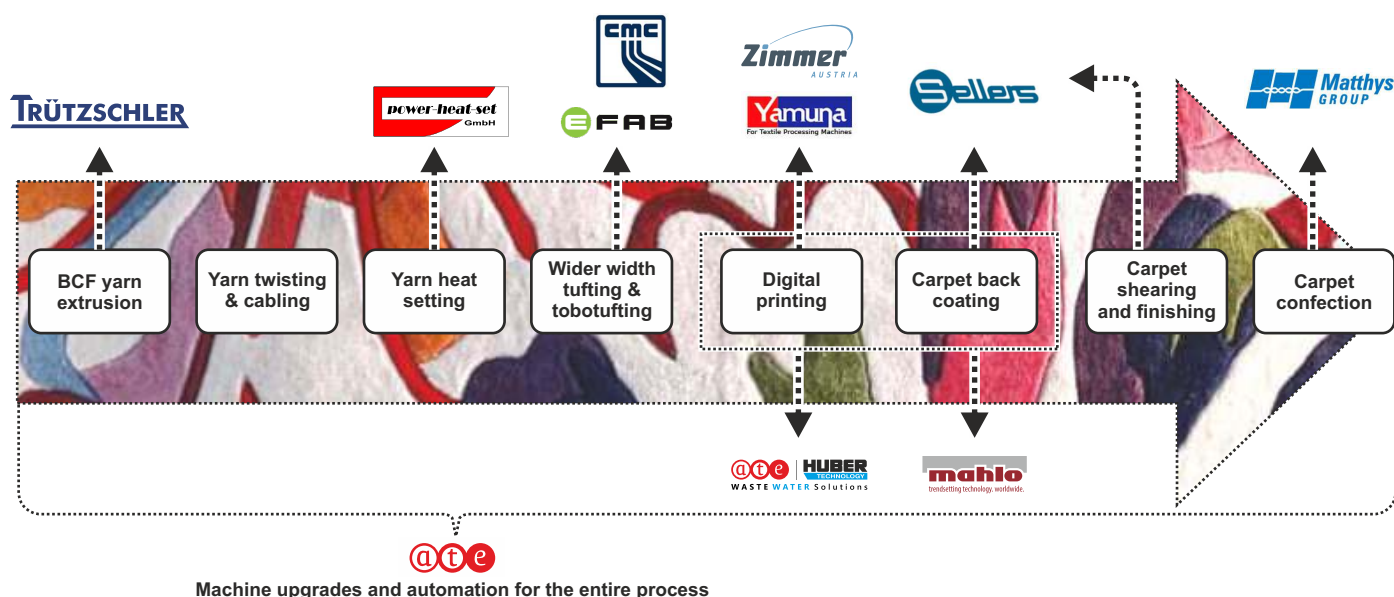 TRÜTZSCHLER
power-heat-set
GmbH
cmc
E FAB
Zimmer
AUSTRIA
Yamuna
For Textile Processing Machines
Sellers
Matthys
GROUP
BCF yarn
extrusion
Yarn twisting
& cabling
Yarn heat
setting
Wider width
tufting &
tobotufting
Digital
printing
Carpet back
coating
Carpet
shearing
and finishing
Carpet
confection
ate HUBER
TECHNOLOGY
WASTE WATER Solutions
mahlo
trendsetting technology. worldwide.
ate
Machine upgrades and automation for the entire process